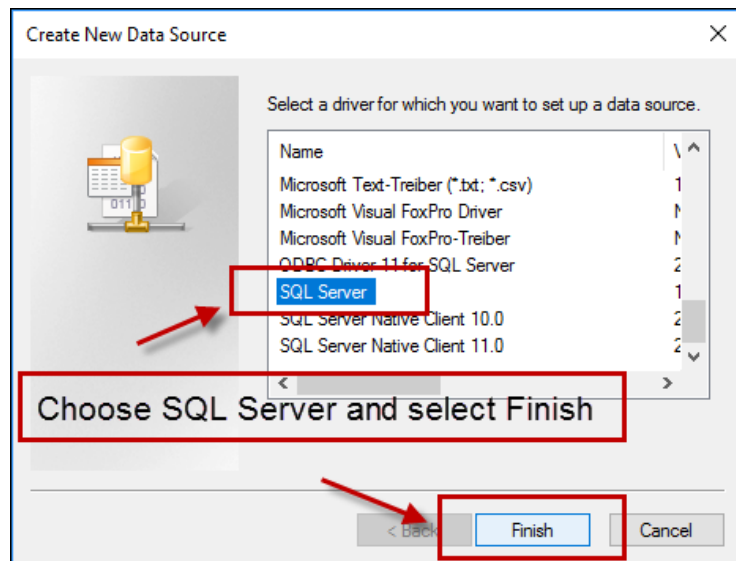 Create New Data Source
Select a driver for which you want to set up a data source.
Name
Microsoft Text-Treiber (*.txt; *.csv)
Microsoft Visual FoxPro Driver
Microsoft Visual FoxPro-Treiber
ODBC Driver 11 for SQL Server
SQL Server
SQL Server Native Client 10.0
SQL Server Native Client 11.0
Choose SQL Server and select Finish
< Back
Finish
Cancel